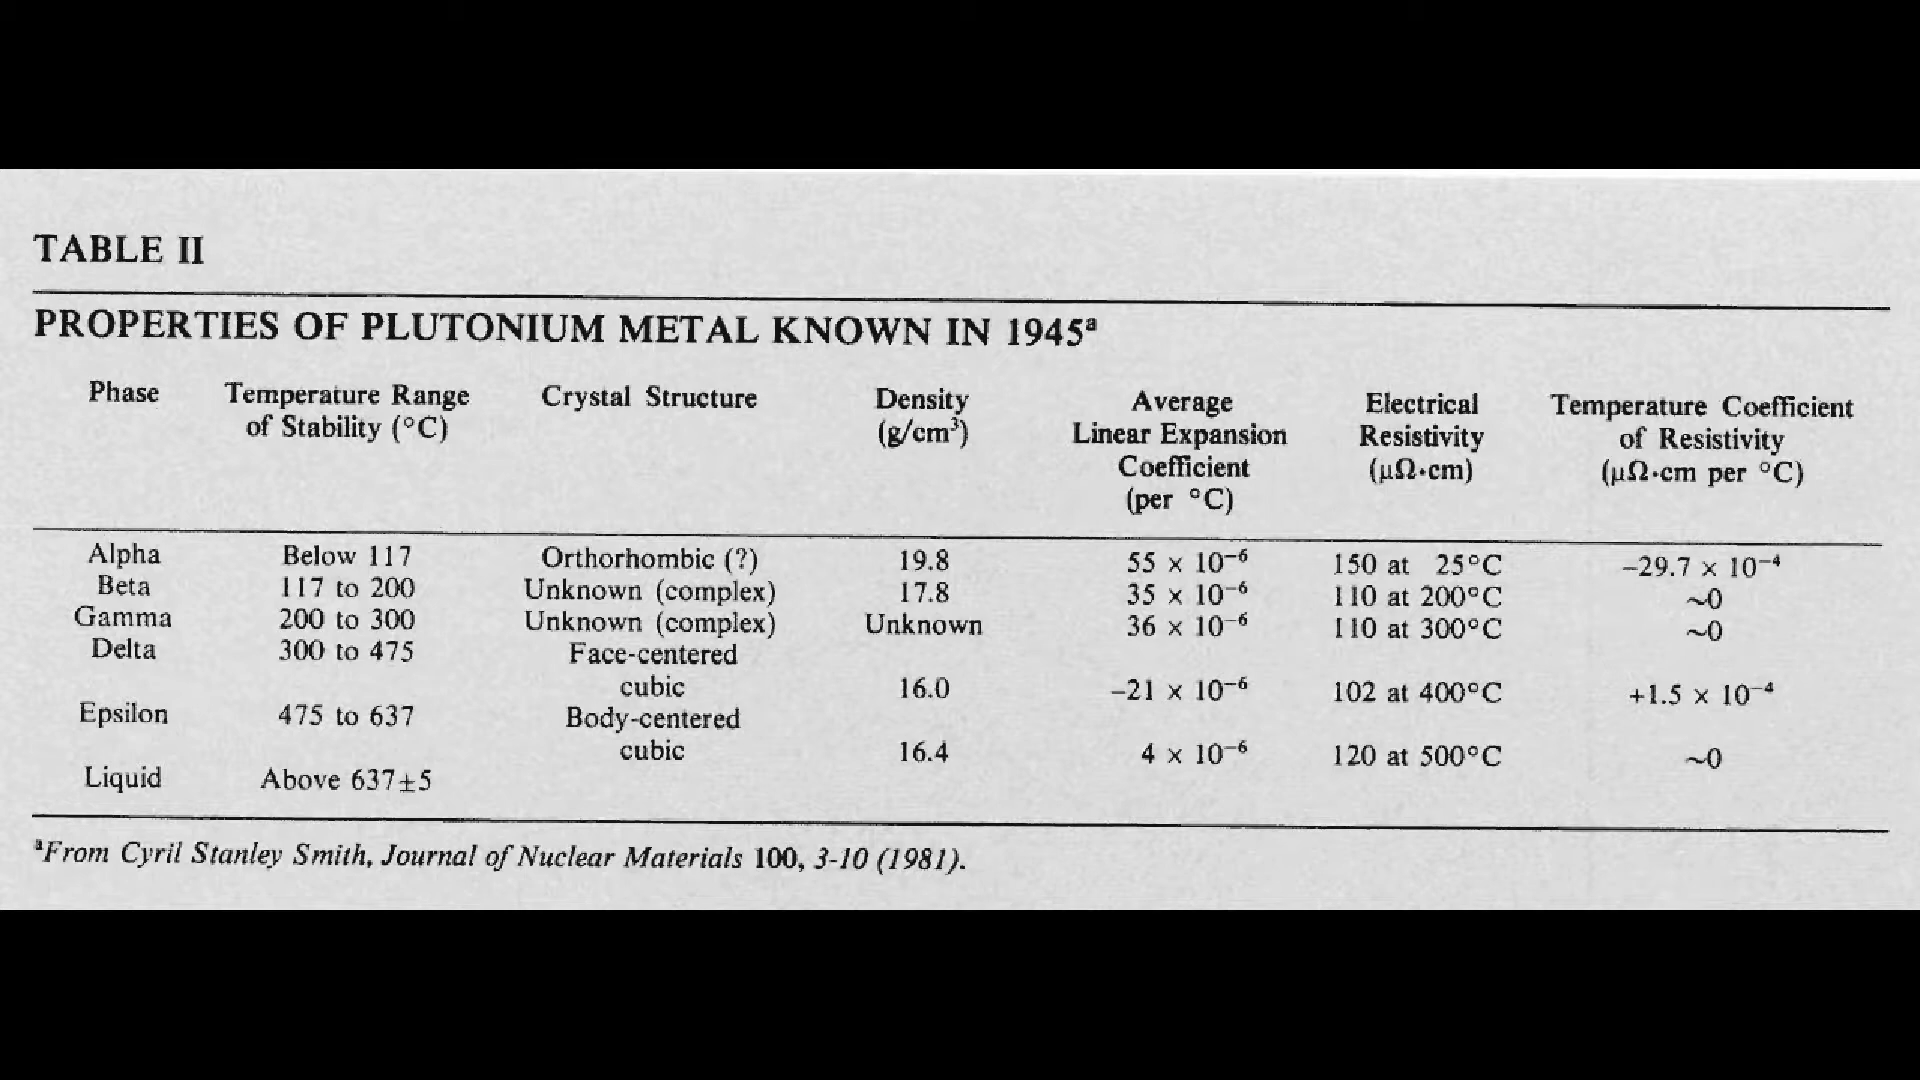 TABLE II
PROPERTIES OF PLUTONIUM METAL KNOWN IN 1945ª
Phase Temperature Range of Stability (°C) Crystal Structure Density (g/cm³) Average Linear Expansion Coefficient (per °C) Electrical Resistivity (μΩ·cm) Temperature Coefficient of Resistivity (μΩ·cm per °C)
Alpha Below 117 Orthorhombic (?) 19.8 55 × 10⁻⁶ 150 at 25°C −29.7 × 10⁻⁴
Beta 117 to 200 Unknown (complex) 17.8 35 × 10⁻⁶ 110 at 200°C ~0
Gamma 200 to 300 Unknown (complex) Unknown 36 × 10⁻⁶ 110 at 300°C ~0
Delta 300 to 475 Face-centered
cubic 16.0 −21 × 10⁻⁶ 102 at 400°C +1.5 × 10⁻⁴
Epsilon 475 to 637 Body-centered
cubic 16.4 4 × 10⁻⁶ 120 at 500°C ~0
Liquid Above 637±5
ªFrom Cyril Stanley Smith, Journal of Nuclear Materials 100, 3-10 (1981).